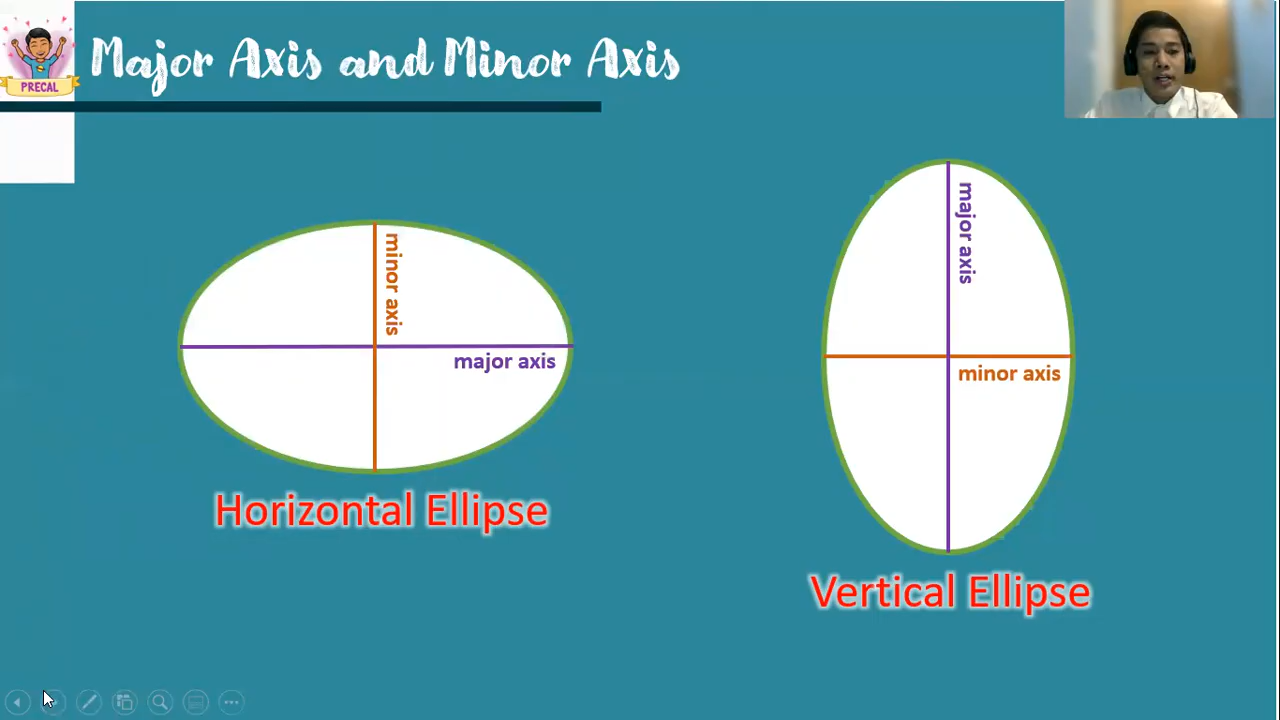 Major Axis and Minor Axis
PRECAL
minor axis
major axis
Horizontal Ellipse
major axis
minor axis
Vertical Ellipse